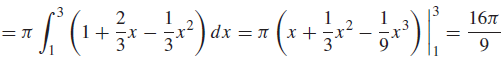 = π ∫₁³ (1 + 2/3 x − 1/3 x²) dx = π (x + 1/3 x² − 1/9 x³) |₁³ = 16π/9